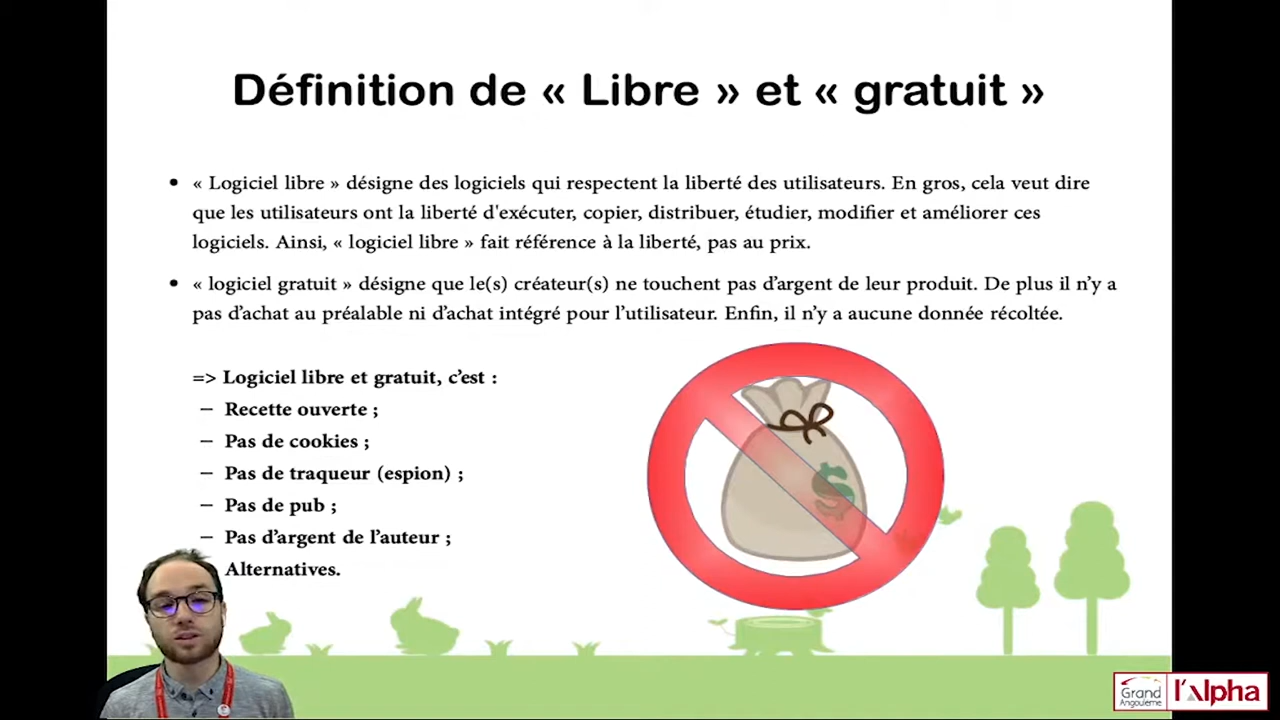 Définition de « Libre » et « gratuit »
• « Logiciel libre » désigne des logiciels qui respectent la liberté des utilisateurs. En gros, cela veut dire
que les utilisateurs ont la liberté d'exécuter, copier, distribuer, étudier, modifier et améliorer ces
logiciels. Ainsi, « logiciel libre » fait référence à la liberté, pas au prix.
• « logiciel gratuit » désigne que le(s) créateur(s) ne touchent pas d’argent de leur produit. De plus il n’y a
pas d’achat au préalable ni d’achat intégré pour l’utilisateur. Enfin, il n’y a aucune donnée récoltée.
=> Logiciel libre et gratuit, c’est :
– Recette ouverte ;
– Pas de cookies ;
– Pas de traqueur (espion) ;
– Pas de pub ;
– Pas d’argent de l’auteur ;
Alternatives.
$
Grand
Angoulême
l'Alpha